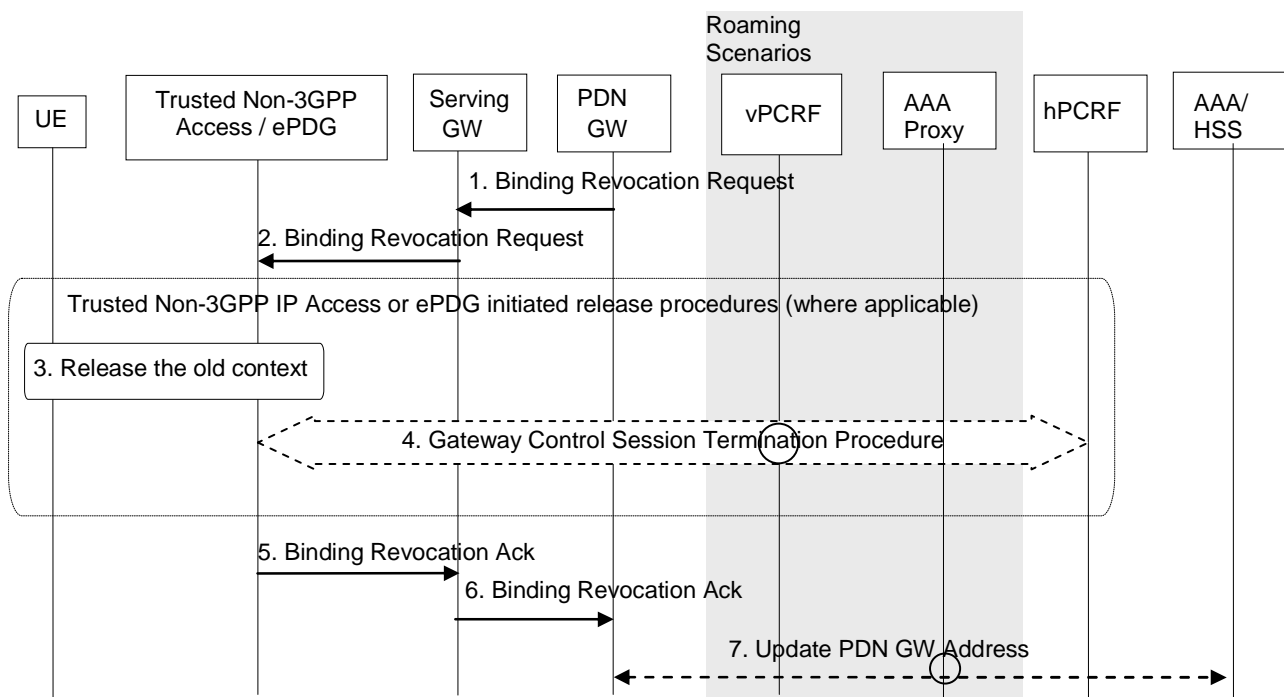 Roaming
Scenarios
UE
Trusted Non-3GPP
Access / ePDG
Serving
GW
PDN
GW
vPCRF
AAA
Proxy
hPCRF
AAA/
HSS
1. Binding Revocation Request
2. Binding Revocation Request
Trusted Non-3GPP IP Access or ePDG initiated release procedures (where applicable)
3. Release the old context
4. Gateway Control Session Termination Procedure
5. Binding Revocation Ack
6. Binding Revocation Ack
7. Update PDN GW Address